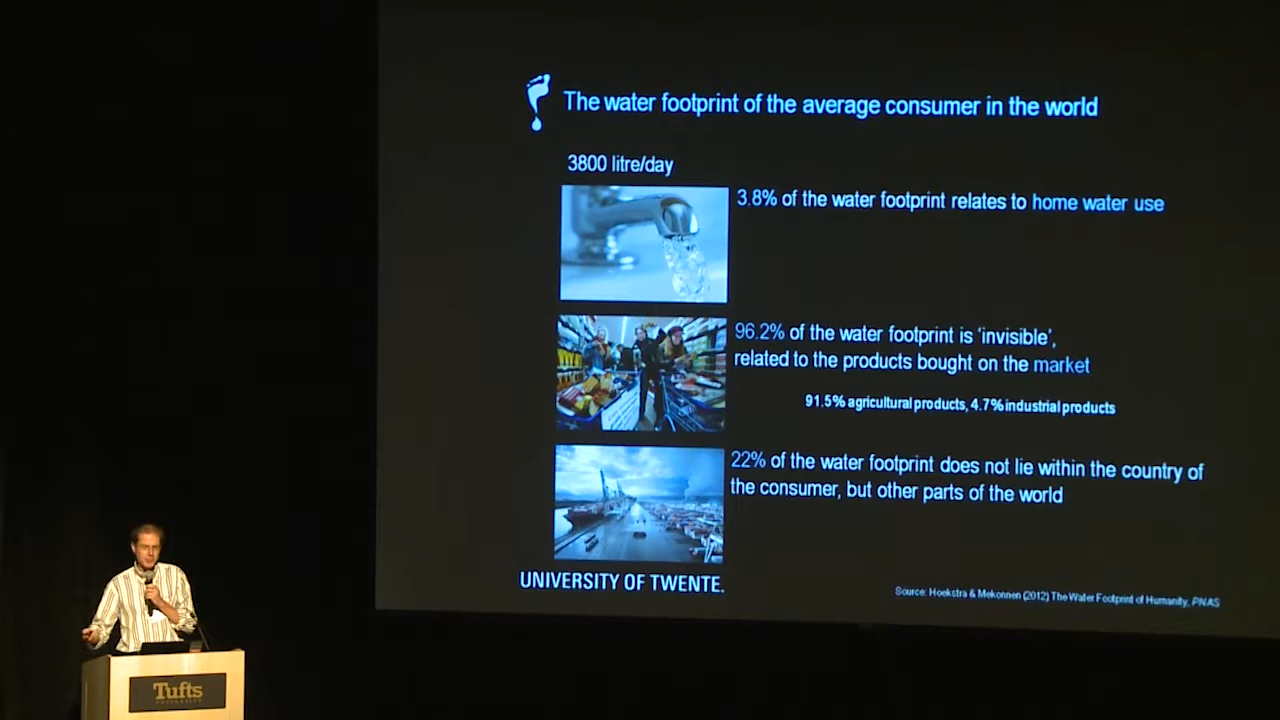 The water footprint of the average consumer in the world
3800 litre/day
3.8% of the water footprint relates to home water use
96.2% of the water footprint is 'invisible',
related to the products bought on the market
91.5% agricultural products, 4.7% industrial products
22% of the water footprint does not lie within the country of
the consumer, but other parts of the world
UNIVERSITY OF TWENTE.
Source: Hoekstra & Mekonnen (2012) The Water Footprint of Humanity, PNAS
Tufts
UNIVERSITY